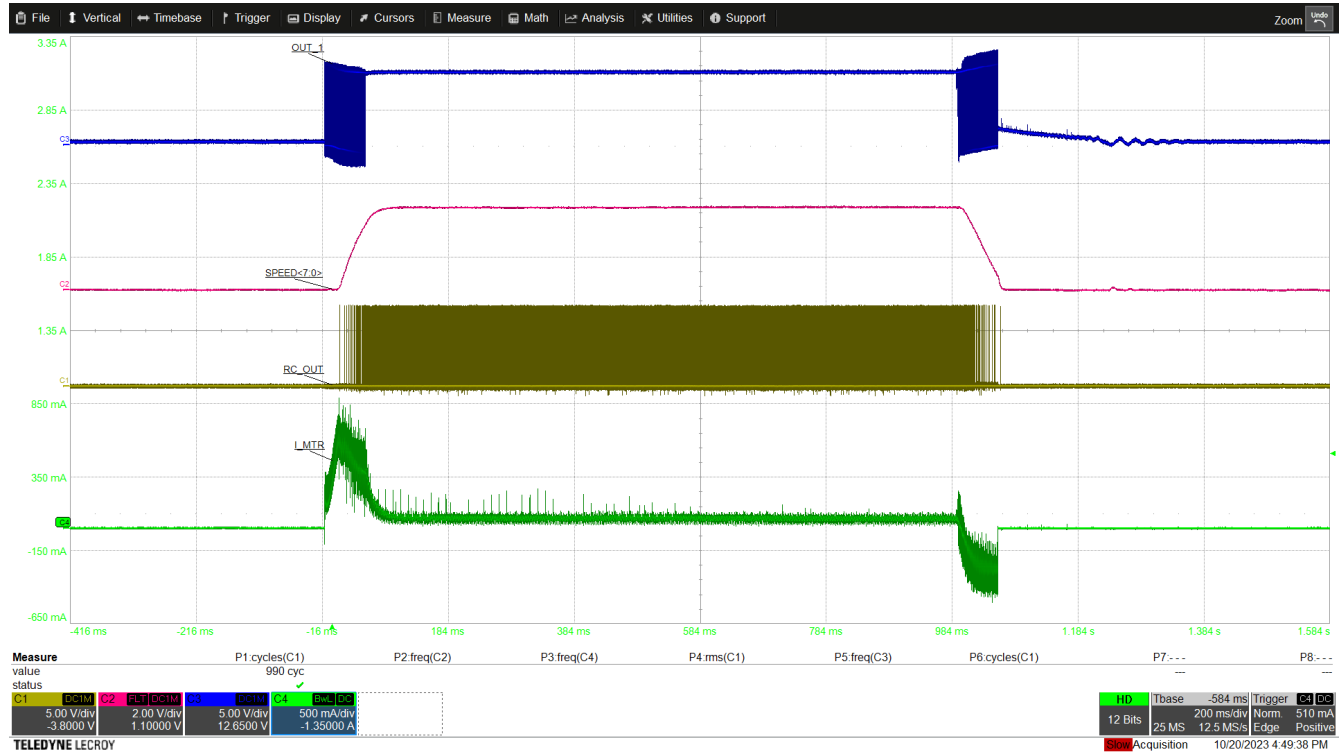 File Vertical Timebase Trigger Display Cursors Measure Math Analysis Utilities Support Zoom Undo
3.35 A
OUT_1
2.85 A
C3
2.35 A
1.85 A
SPEED<7:0>
C2
1.35 A
RC_OUT
C1
850 mA
I_MTR
350 mA
C4
-150 mA
-650 mA
-416 ms -216 ms -16 ms 184 ms 384 ms 584 ms 784 ms 984 ms 1.184 s 1.384 s 1.584 s
Measure P1:cycles(C1) P2:freq(C2) P3:freq(C4) P4:rms(C1) P5:freq(C3) P6:cycles(C1) P7:- - - P8:- - -
value 990 cyc --- ---
status
C1 DC1M C2 FLT DC1M C3 DC1M C4 BwL DC HD Tbase -584 ms Trigger C4 DC
5.00 V/div 2.00 V/div 5.00 V/div 500 mA/div 12 Bits 200 ms/div Norm. 510 mA
-3.8000 V 1.10000 V 12.6500 V -1.35000 A 25 MS 12.5 MS/s Edge Positive
TELEDYNE LECROY Slow Acquisition 10/20/2023 4:49:38 PM